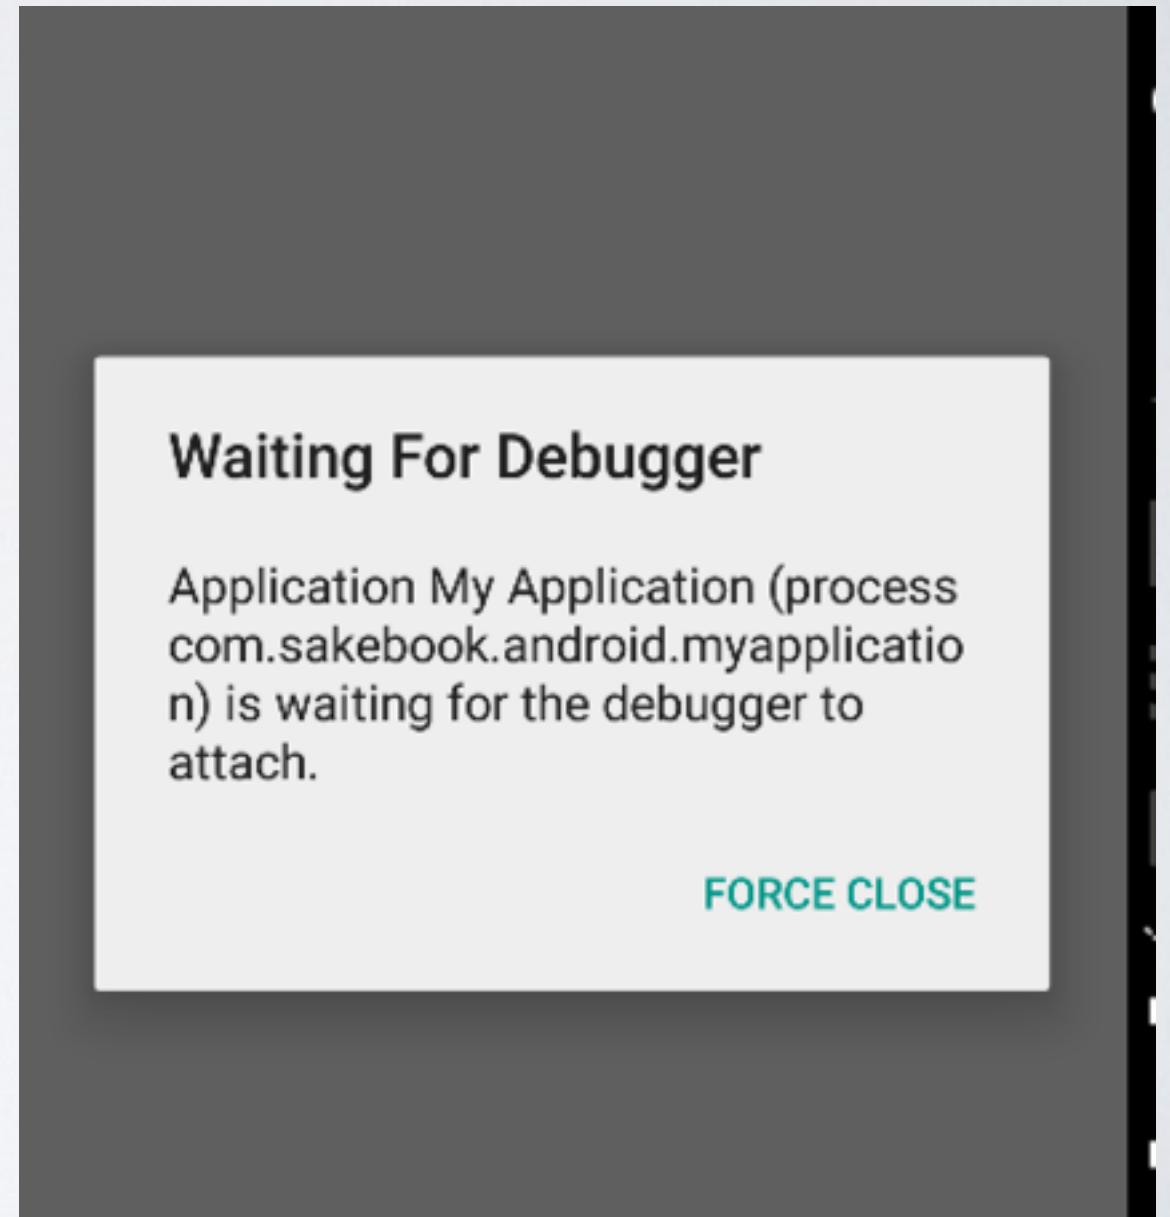 Waiting For Debugger
Application My Application (process
com.sakebook.android.myapplicatio
n) is waiting for the debugger to
attach.
FORCE CLOSE